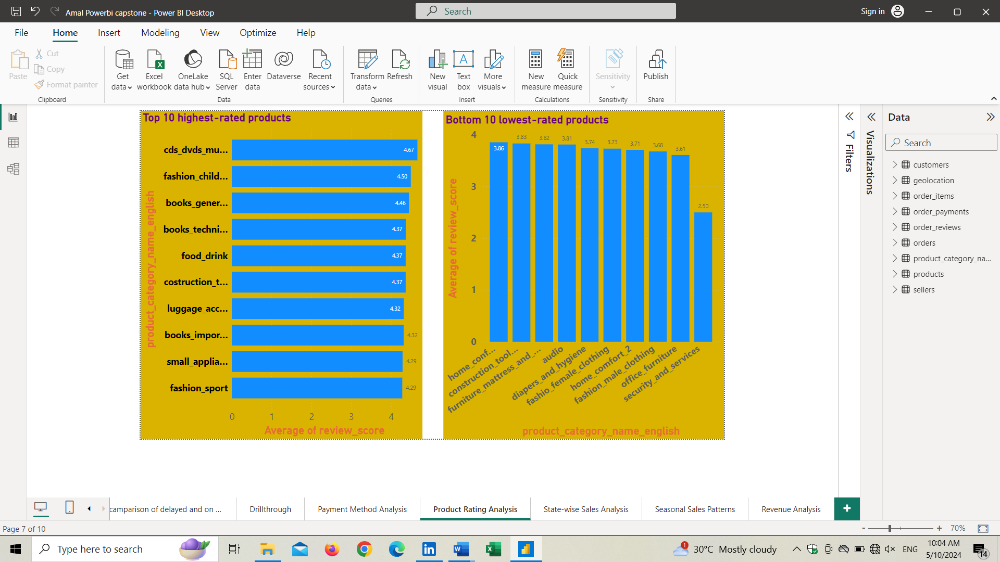 Amal Powerbi capstone - Power BI Desktop
Search
Sign in
File
Home
Insert
Modeling
View
Optimize
Help
Paste
Cut
Copy
Format painter
Clipboard
Get data
Excel workbook
OneLake data hub
SQL Server
Enter data
Dataverse
Recent sources
Data
Transform data
Refresh
Queries
New visual
Text box
More visuals
Insert
New measure
Quick measure
Calculations
Sensitivity
Sensitivity
Publish
Share
Top 10 highest-rated products
product_category_name_english
cds_dvds_mu... 4.67
fashion_child... 4.50
books_gener... 4.46
books_techni... 4.37
food_drink 4.37
costruction_t... 4.37
luggage_acc... 4.32
books_impor... 4.32
small_applia... 4.29
fashion_sport 4.29
0 1 2 3 4
Average of review_score
Bottom 10 lowest-rated products
Average of review_score
4
3
2
1
0
3.86
3.83
3.82
3.81
3.74
3.73
3.71
3.68
3.61
2.50
home_conf...
construction_tool...
furniture_mattress_and_...
audio
diapers_and_hygiene
fashio_female_clothing
home_comfort_2
fashion_male_clothing
office_furniture
security_and_services
product_category_name_english
Filters
Visualizations
Data
Search
customers
geolocation
order_items
order_payments
order_reviews
orders
product_category_na...
products
sellers
camparison of delayed and on ...
Drillthrough
Payment Method Analysis
Product Rating Analysis
State-wise Sales Analysis
Seasonal Sales Patterns
Revenue Analysis
+
Page 7 of 10
- + 70%
Type here to search
1
30°C Mostly cloudy
ENG
10:04 AM
5/10/2024
14